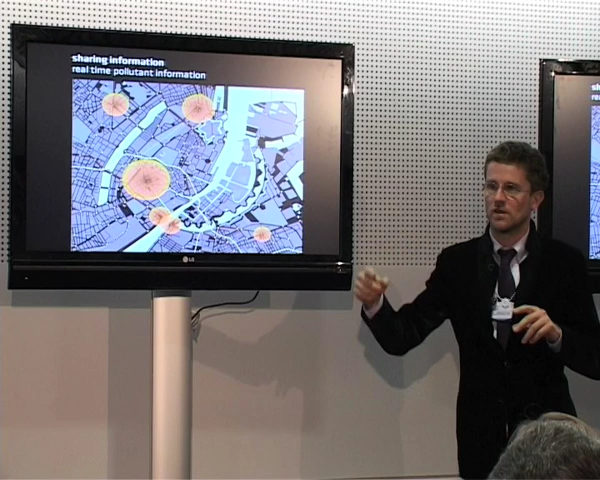 sharing information
real time pollutant information
LG